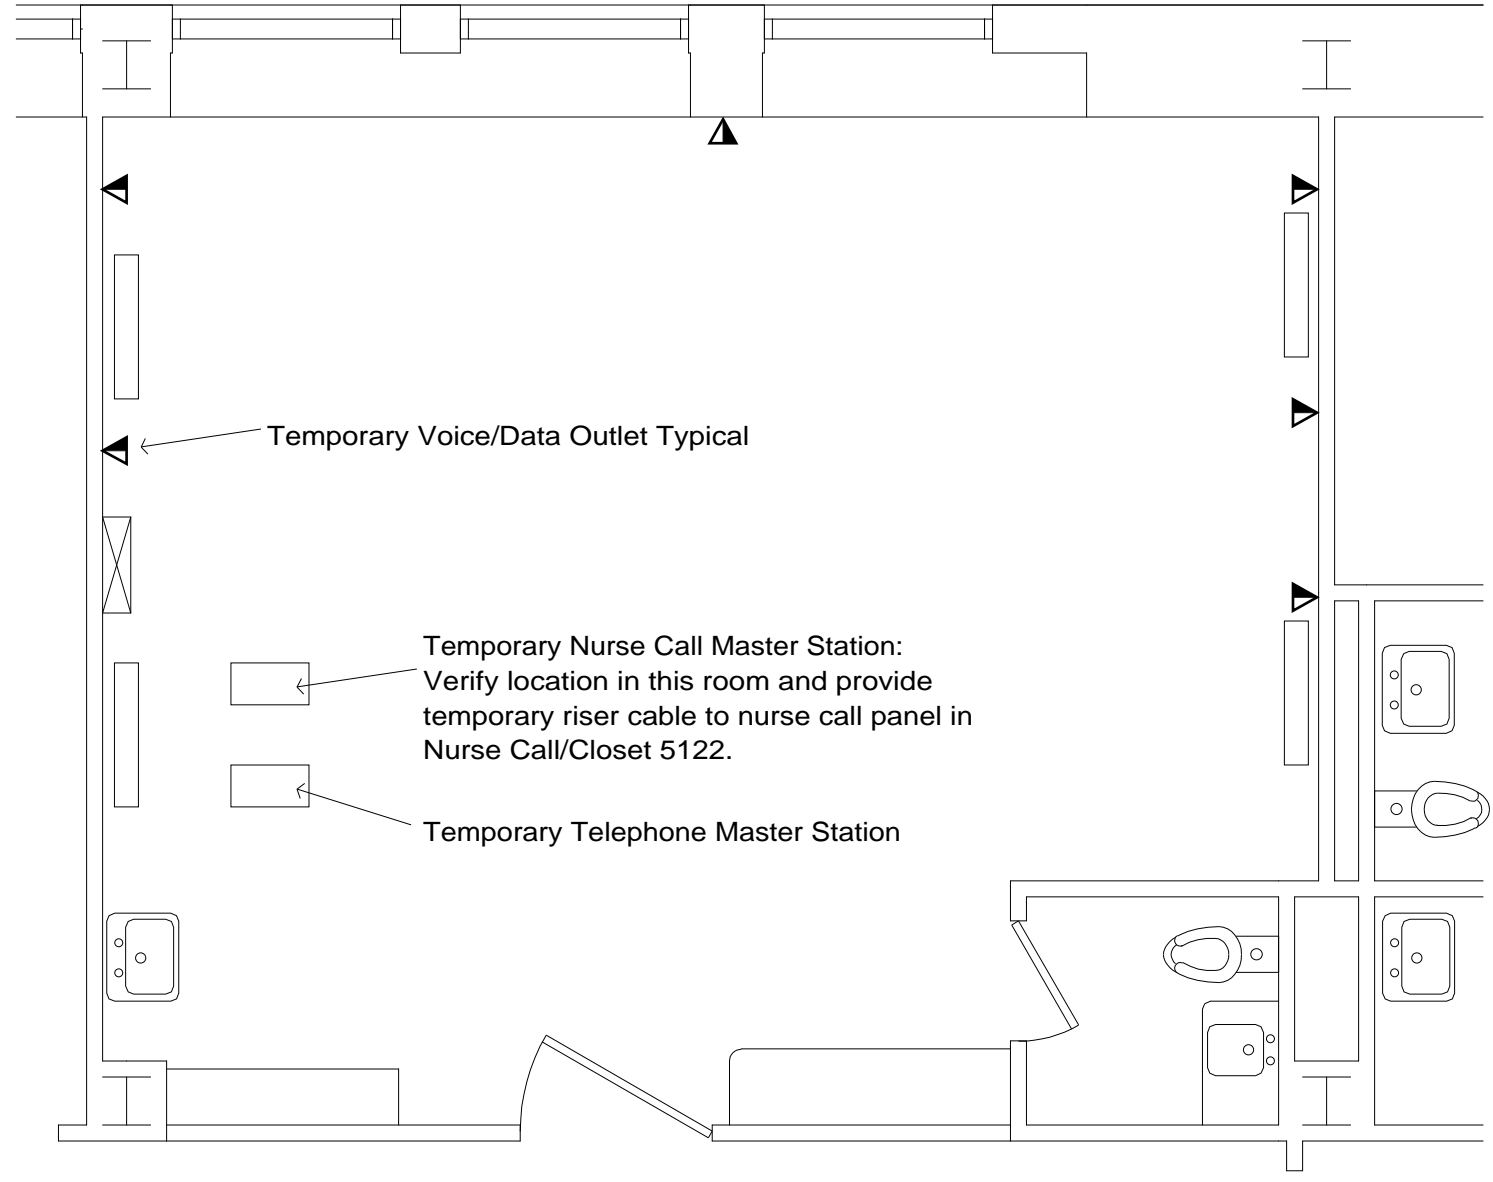 Temporary Voice/Data Outlet Typical
Temporary Nurse Call Master Station:
Verify location in this room and provide
temporary riser cable to nurse call panel in
Nurse Call/Closet 5122.
Temporary Telephone Master Station